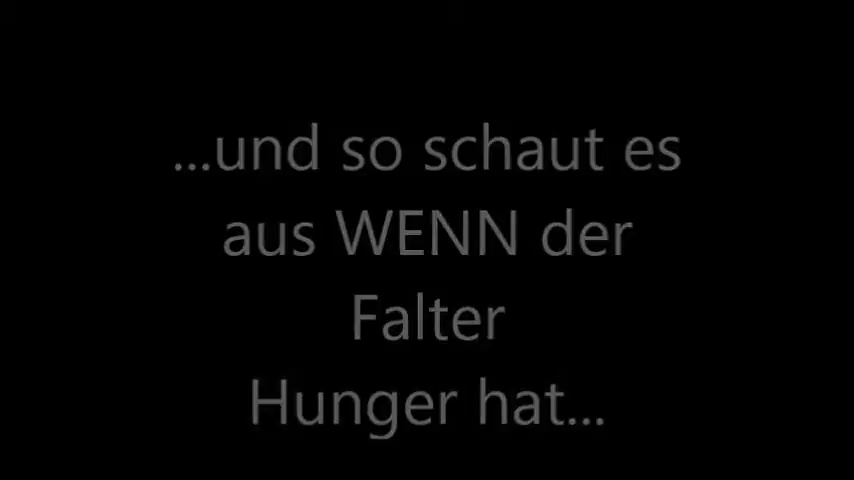 ...und so schaut es
aus WENN der
Falter
Hunger hat...